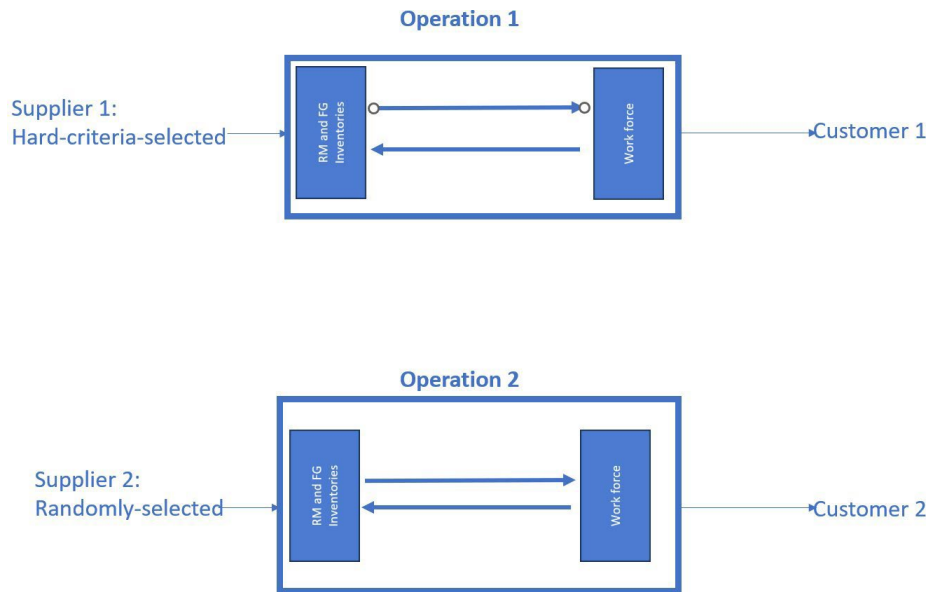 Operation 1
Supplier 1:
Hard-criteria-selected
RM and FG
Inventories
Work force
Customer 1
Operation 2
Supplier 2:
Randomly-selected
RM and FG
Inventories
Work force
Customer 2